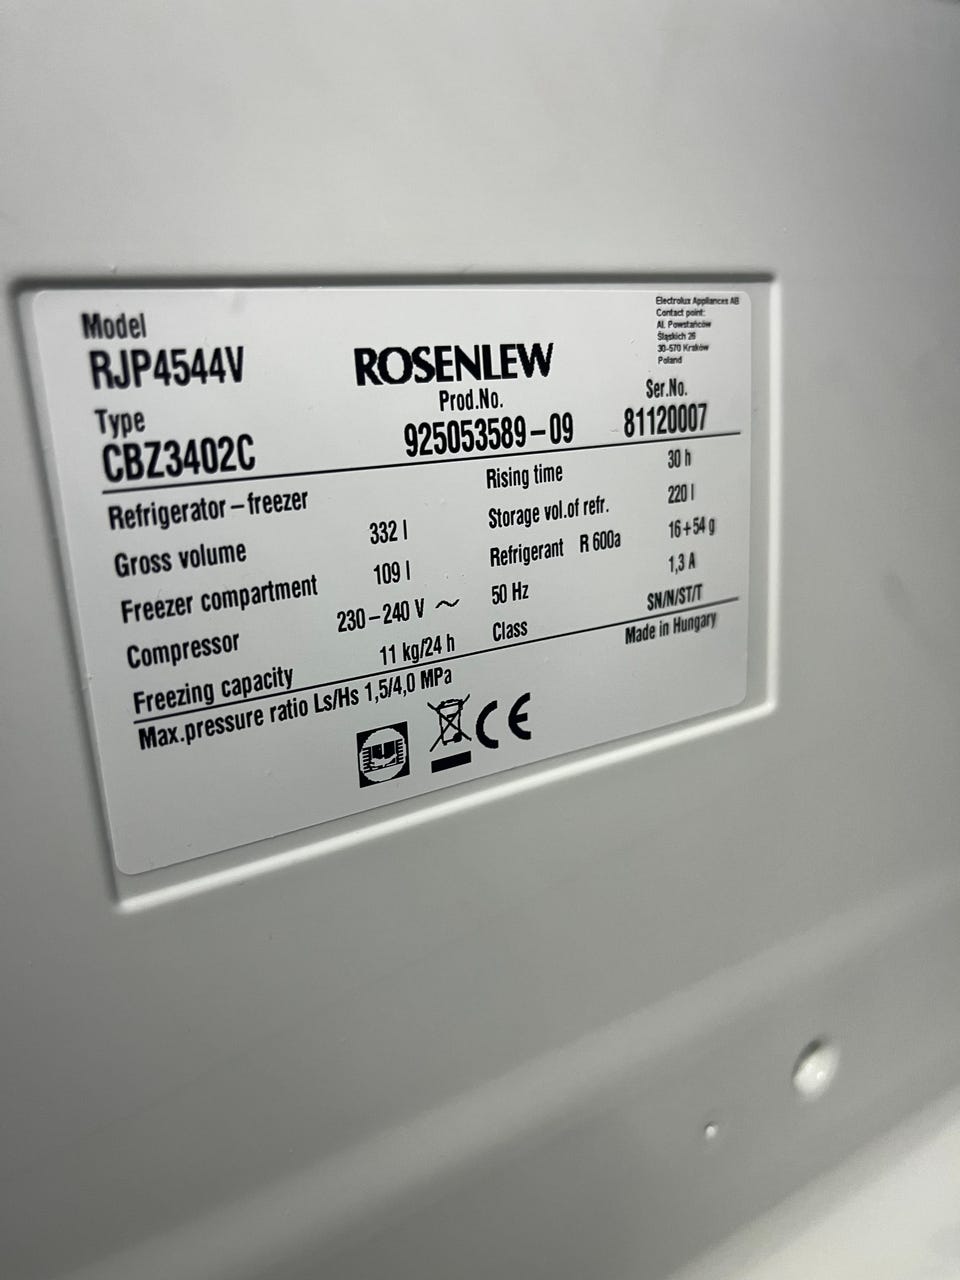 Model
RJP4544V
Type
CBZ3402C
ROSENLEW
Prod.No.
925053589-09
Electrolux Appliances AB
Contact point:
Al. Powstańców
Śląskich 26
30-570 Kraków
Poland
Ser.No.
81120007
Refrigerator-freezer
Gross volume 332 l
Freezer compartment 109 l
Compressor 230-240 V ~ 50 Hz
Freezing capacity 11 kg/24 h
Rising time 30 h
Storage vol.of refr. 220 l
Refrigerant R 600a 16+54 g
1,3 A
Class SN/N/ST/T
Max.pressure ratio Ls/Hs 1,5/4,0 MPa
Made in Hungary
CE